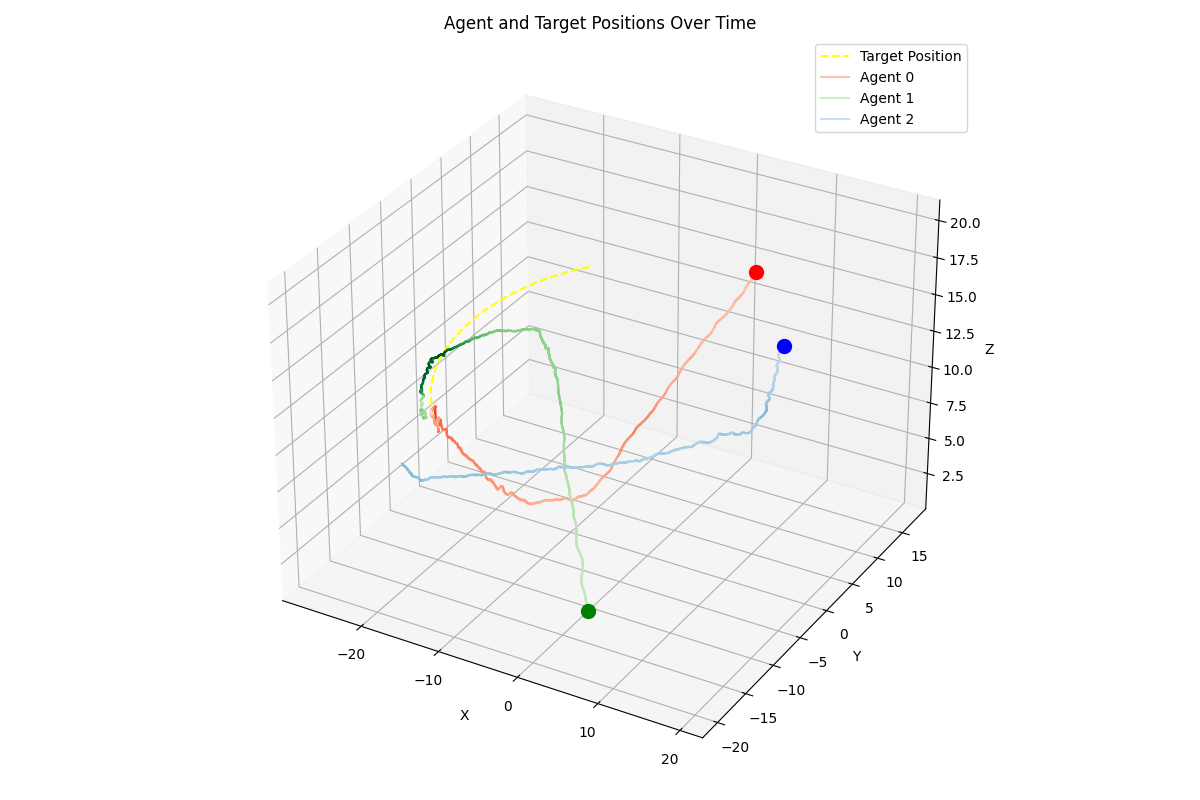 Agent and Target Positions Over Time
Target Position
Agent 0
Agent 1
Agent 2
20.0
17.5
15.0
12.5
10.0
7.5
5.0
2.5
Z
15
10
5
0
−5
−10
−15
−20
Y
−20
−10
0
10
20
X